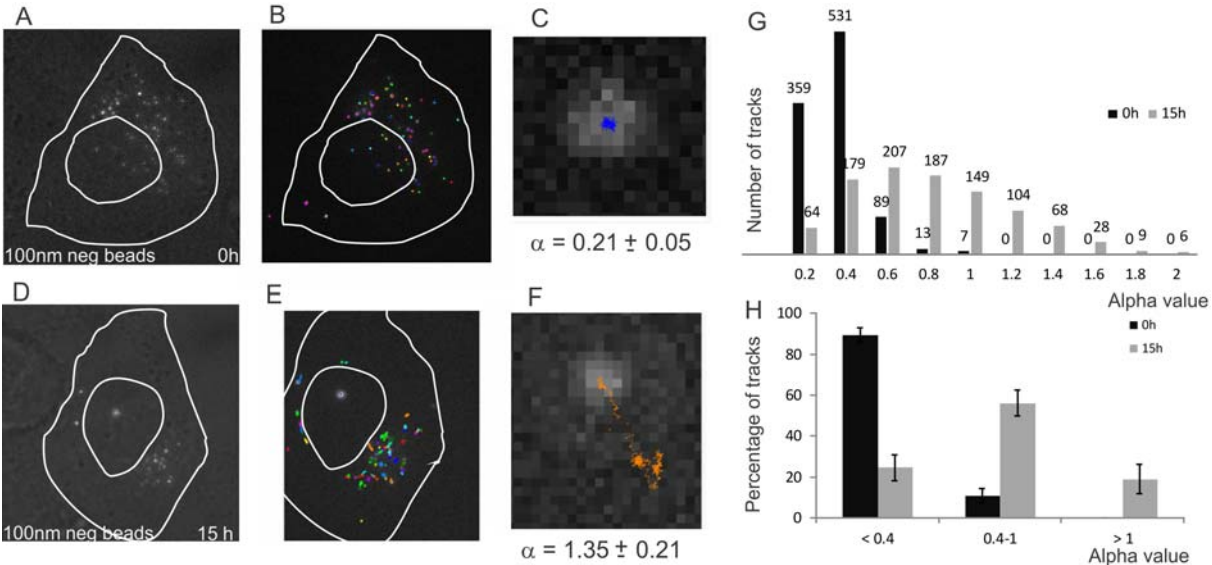 A
100nm neg beads 0h
B
C
α = 0.21 ± 0.05
D
100nm neg beads 15 h
E
F
α = 1.35 ± 0.21
G
Number of tracks
0h 15h
359 531 89 13 7 0 0 0 0 0
64 179 207 187 149 104 68 28 9 6
0.2 0.4 0.6 0.8 1 1.2 1.4 1.6 1.8 2
Alpha value
H
Percentage of tracks
0h
15h
100
80
60
40
20
0
< 0.4 0.4-1 > 1
Alpha value